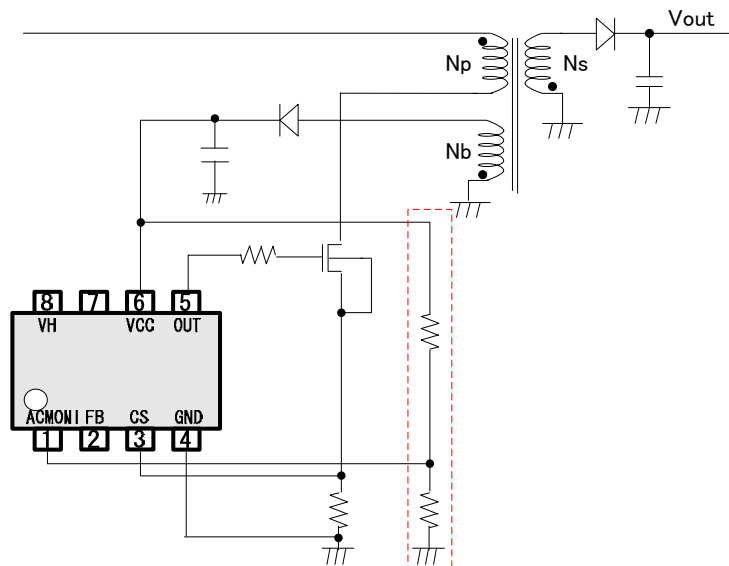 Vout
Np
Ns
Nb
8 7 6 5
VH VCC OUT
ACMONI FB CS GND
1 2 3 4